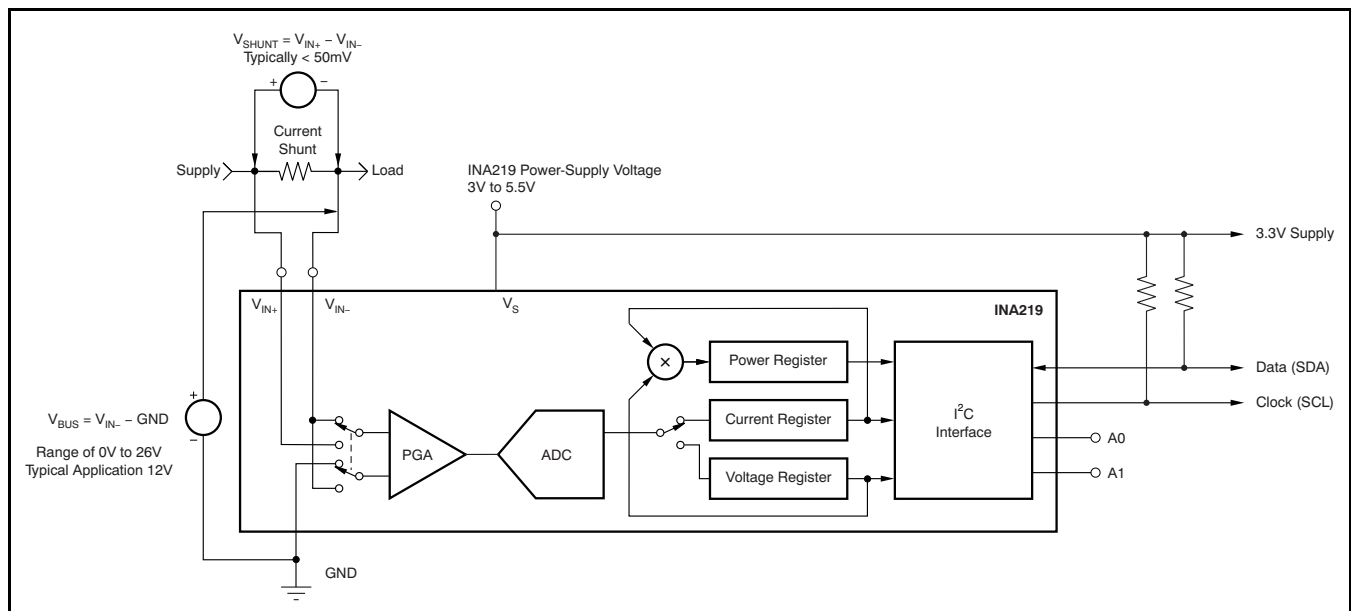 V_SHUNT = V_IN+ − V_IN−
Typically < 50mV
+ −
Current
Shunt
Supply
Load
INA219 Power-Supply Voltage
3V to 5.5V
3.3V Supply
V_IN+
V_IN−
V_S
INA219
×
Power Register
Data (SDA)
+
V_BUS = V_IN− − GND
−
Range of 0V to 26V
Typical Application 12V
Current Register
I²C
Interface
Clock (SCL)
PGA
ADC
A0
Voltage Register
A1
GND